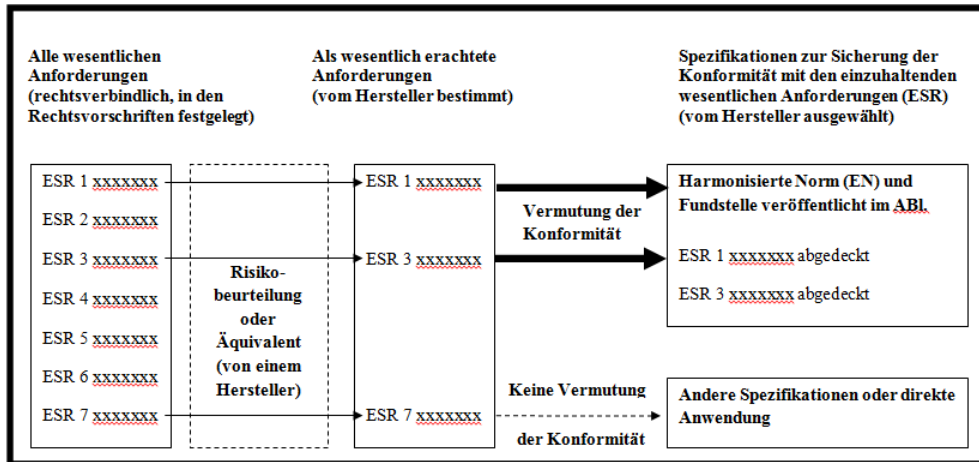 Alle wesentlichen
Anforderungen
(rechtsverbindlich, in den
Rechtsvorschriften festgelegt)
Als wesentlich erachtete
Anforderungen
(vom Hersteller bestimmt)
Spezifikationen zur Sicherung der
Konformität mit den einzuhaltenden
wesentlichen Anforderungen (ESR)
(vom Hersteller ausgewählt)
ESR 1 xxxxxxx
ESR 2 xxxxxxx
ESR 3 xxxxxxx
ESR 4 xxxxxxx
ESR 5 xxxxxxx
ESR 6 xxxxxxx
ESR 7 xxxxxxx
Risiko-
beurteilung
oder
Äquivalent
(von einem
Hersteller)
ESR 1 xxxxxxx
ESR 3 xxxxxxx
ESR 7 xxxxxxx
Vermutung der
Konformität
Keine Vermutung
der Konformität
Harmonisierte Norm (EN) und
Fundstelle veröffentlicht im ABl.
ESR 1 xxxxxxx abgedeckt
ESR 3 xxxxxxx abgedeckt
Andere Spezifikationen oder direkte
Anwendung